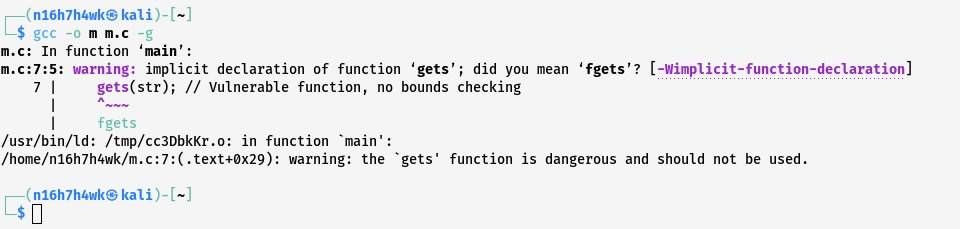 ┌──(n16h7h4wk㉿kali)-[~]
└─$ gcc -o m m.c -g
m.c: In function ‘main’:
m.c:7:5: warning: implicit declaration of function ‘gets’; did you mean ‘fgets’? [-Wimplicit-function-declaration]
    7 |     gets(str); // Vulnerable function, no bounds checking
      |     ^~~~
      |     fgets
/usr/bin/ld: /tmp/cc3DbkKr.o: in function `main':
/home/n16h7h4wk/m.c:7:(.text+0x29): warning: the `gets' function is dangerous and should not be used.
┌──(n16h7h4wk㉿kali)-[~]
└─$